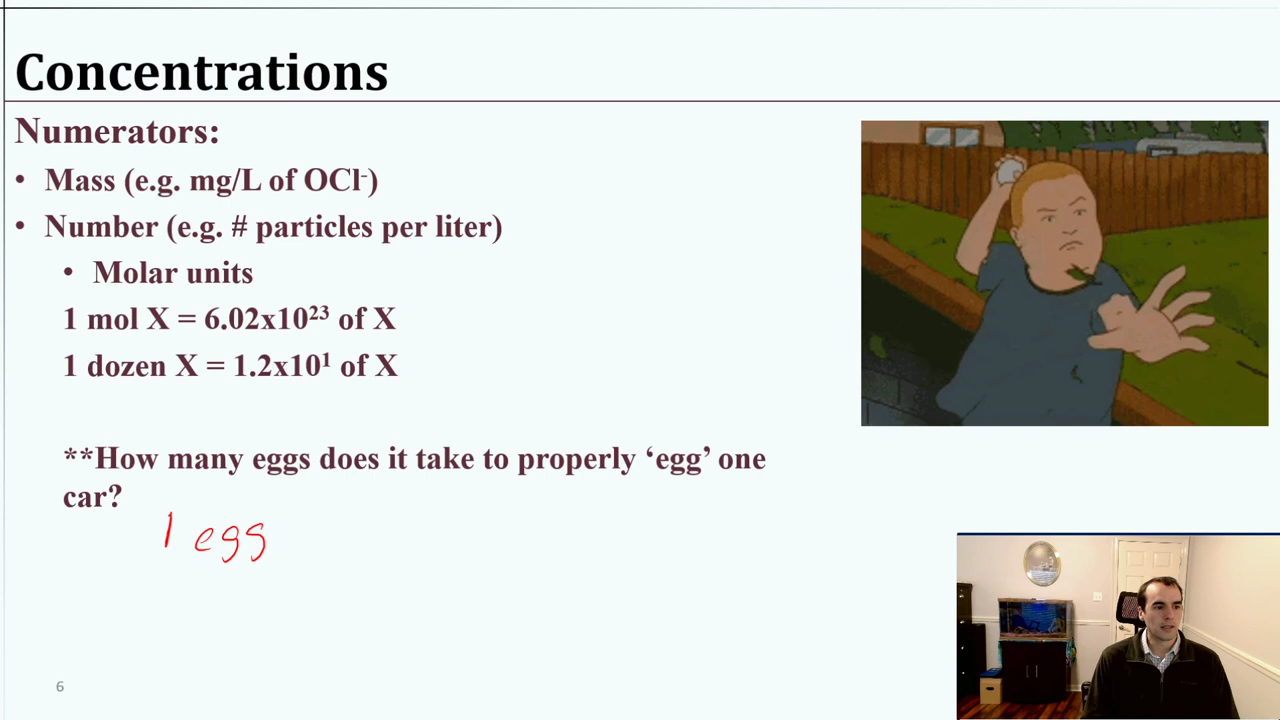 Concentrations
Numerators:
• Mass (e.g. mg/L of OCl⁻)
• Number (e.g. # particles per liter)
• Molar units
1 mol X = 6.02x10²³ of X
1 dozen X = 1.2x10¹ of X
**How many eggs does it take to properly ‘egg’ one
car?
1 egg
6